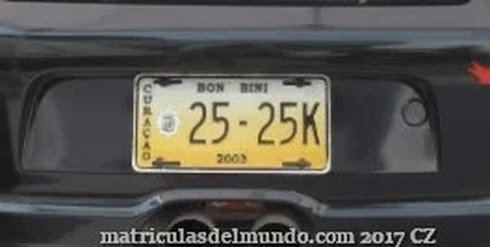 BON BINI
CURAÇAO
25-25K
2003
matriculasdelmundo.com 2017 CZ